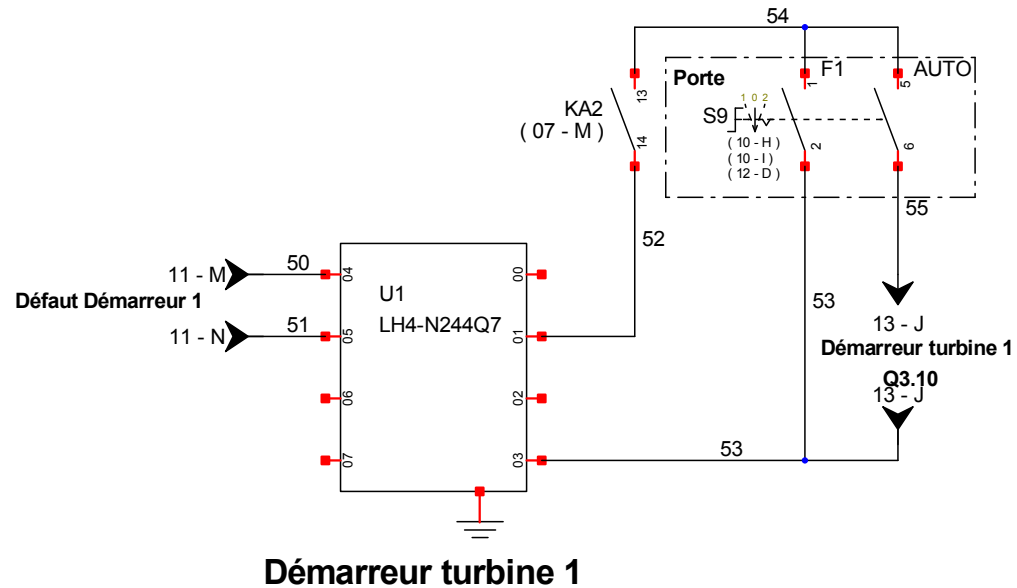 54
Porte
F1
AUTO
1
5
13
KA2
( 07 - M )
14
1 0 2
S9
( 10 - H )
( 10 - I )
( 12 - D )
2
6
55
52
11 - M
50
04
00
Défaut Démarreur 1
U1
LH4-N244Q7
11 - N
51
05
01
53
13 - J
Démarreur turbine 1
Q3.10
13 - J
06
02
07
03
53
Démarreur turbine 1